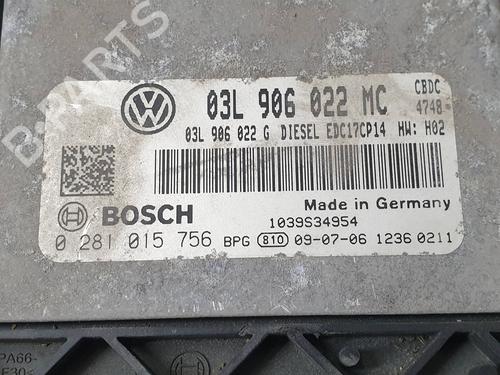 B-PARTS
VW 03L 906 022 MC CBDC
4748-
03L 906 022 G DIESEL EDC17CP14 HW: H02
Made in Germany
BOSCH
1039S34954
0 281 015 756 BPG 810 09-07-06 1236 0211
PA66-